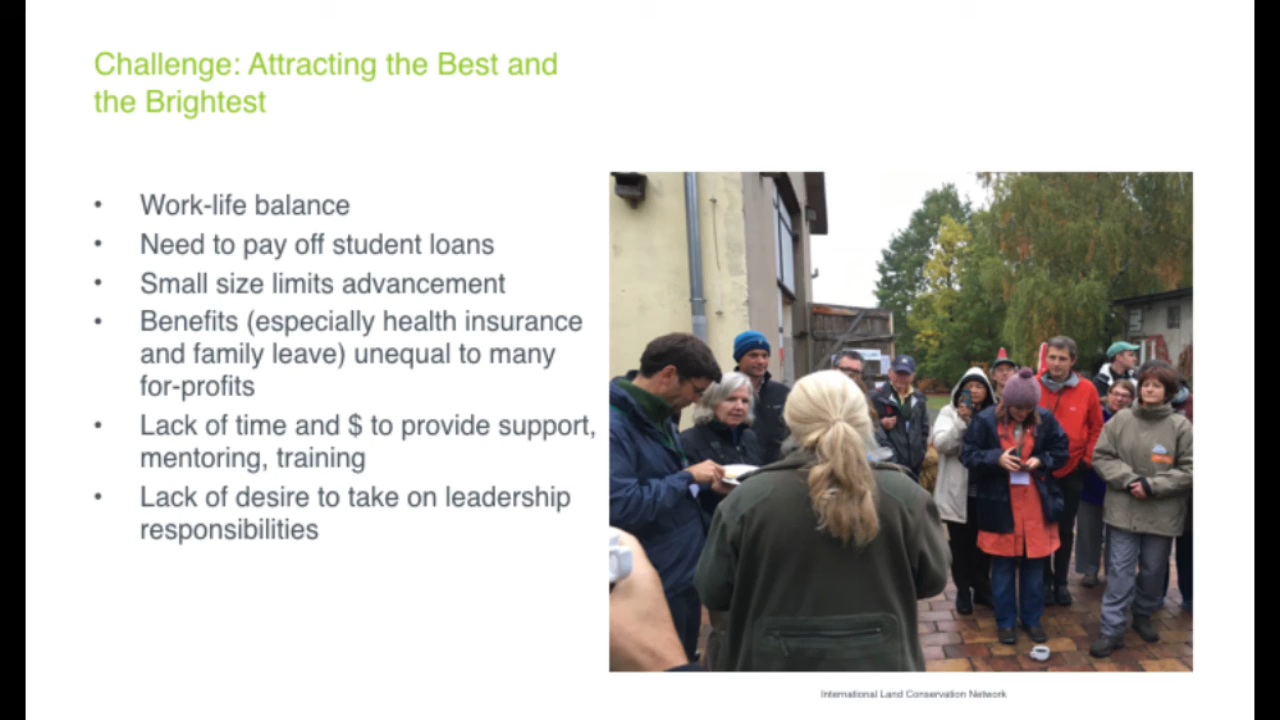 Challenge: Attracting the Best and
the Brightest
• Work-life balance
• Need to pay off student loans
• Small size limits advancement
• Benefits (especially health insurance
and family leave) unequal to many
for-profits
• Lack of time and $ to provide support,
mentoring, training
• Lack of desire to take on leadership
responsibilities
International Land Conservation Network